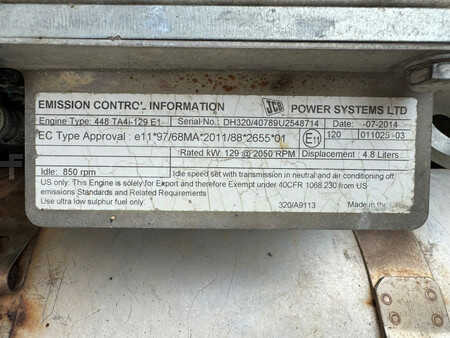 EMISSION CONTROL INFORMATION JCB POWER SYSTEMS LTD
Engine Type: 448 TA4i-129 E1 Serial-No.: DH320/40789U2548714 Date: -07-2014
EC Type Approval : e11*97/68MA*2011/88*2655*01 E11 120 011025 -03
Rated kW: 129 @ 2050 RPM Displacement : 4.8 Liters
Idle: 850 rpm Idle speed set with transmission in neutral and air conditioning off.
US only: This Engine is solely for Export and therefore Exempt under 40CFR 1068.230 from US
emissions Standards and Related Requirements
Use ultra low sulphur fuel only. 320/A9113 Made in the